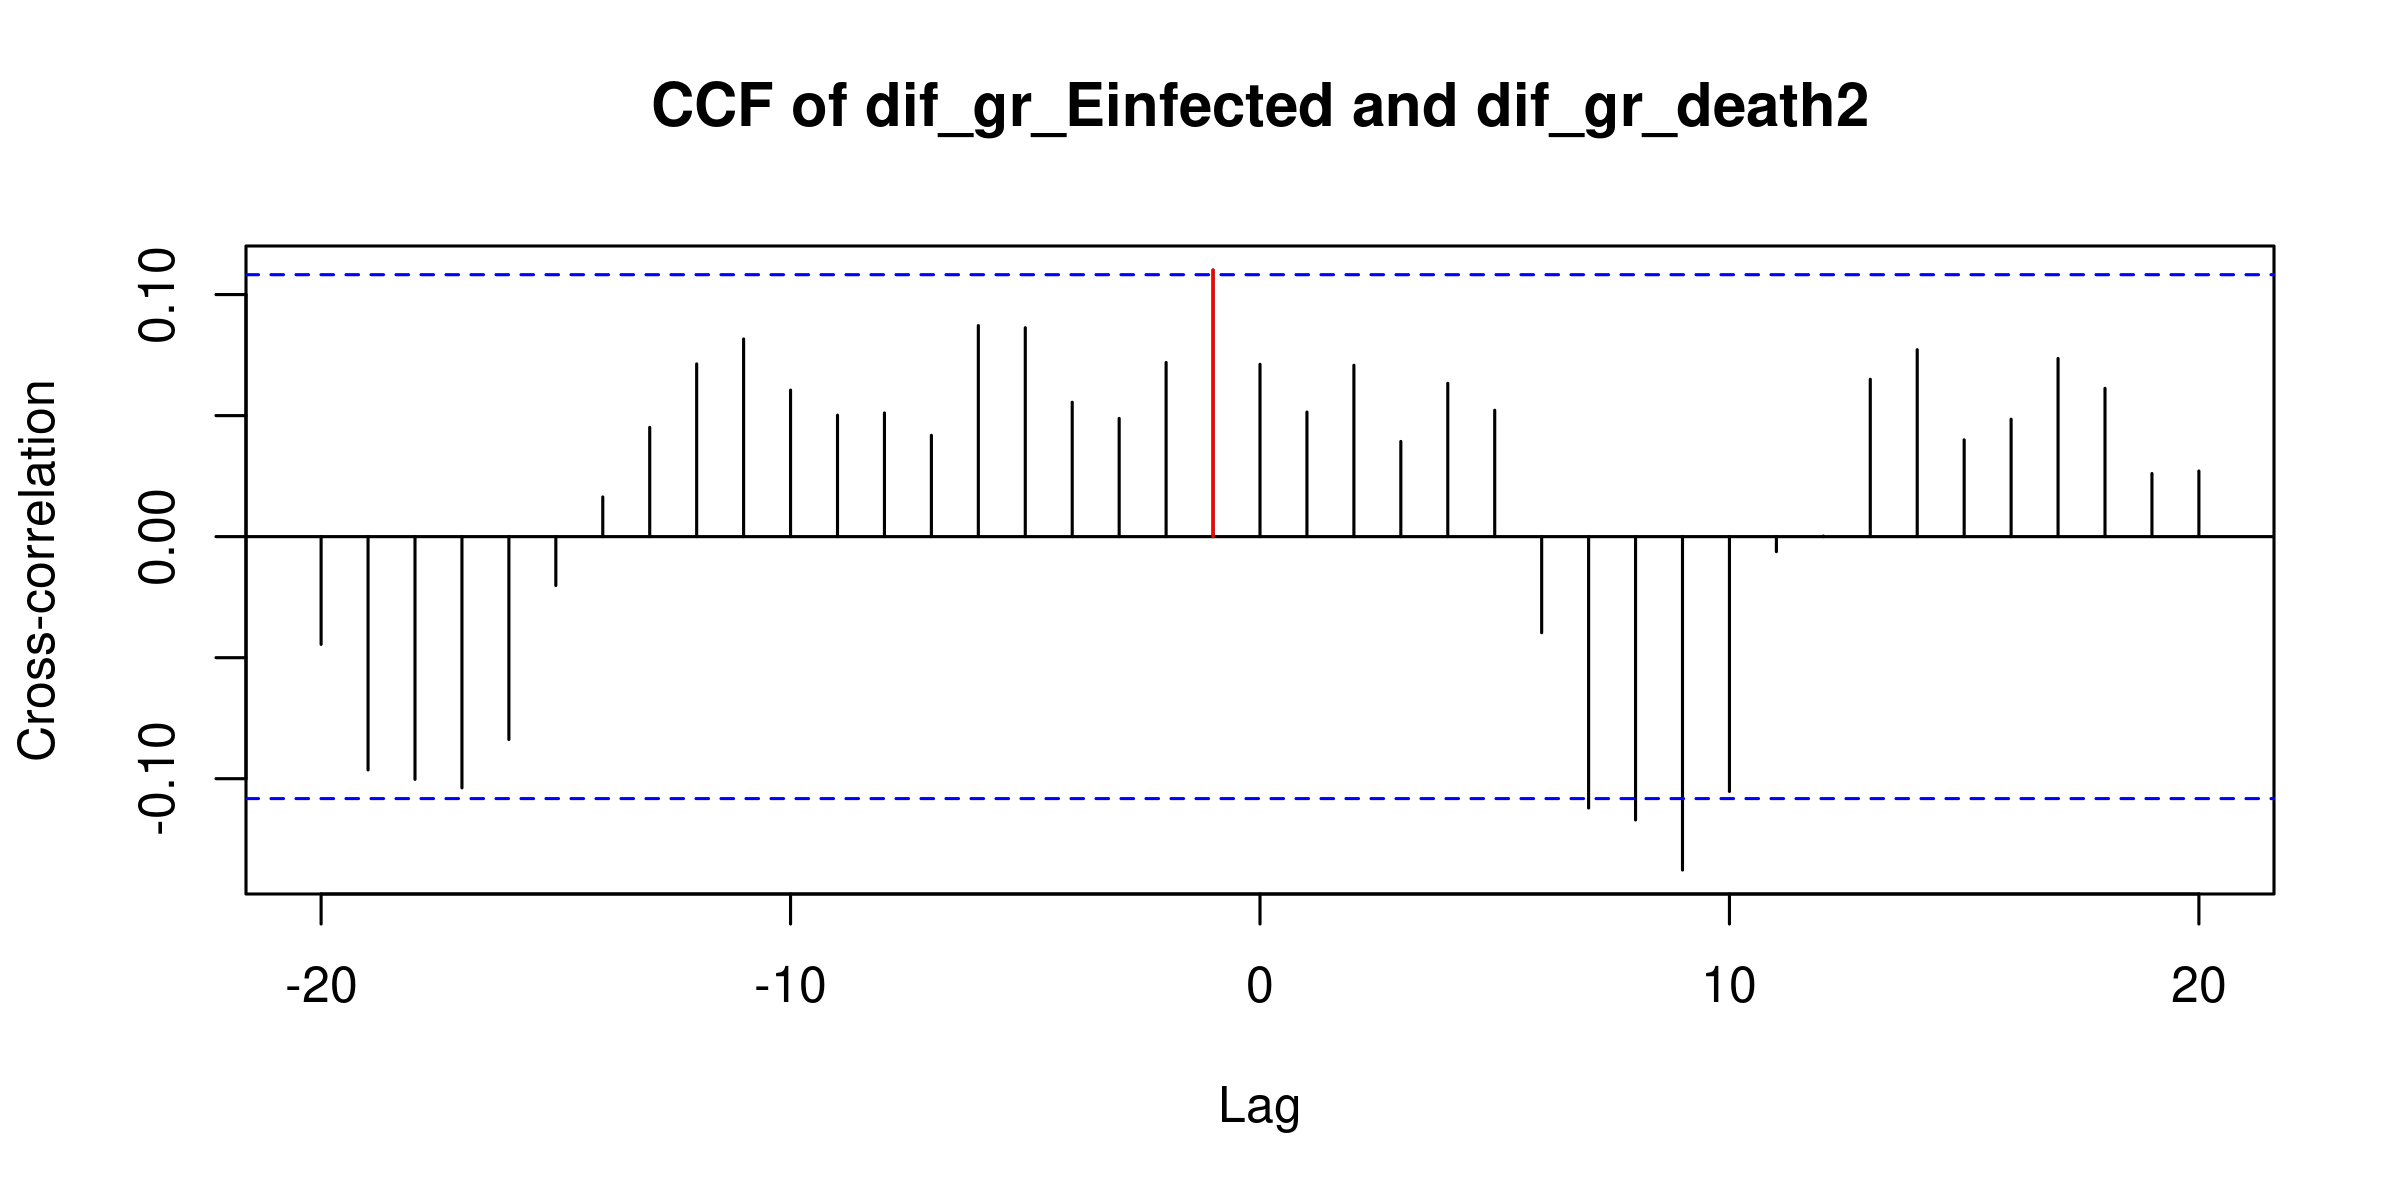 CCF of dif_gr_Einfected and dif_gr_death2
Cross-correlation
0.10
0.00
-0.10
-20 -10 0 10 20
Lag